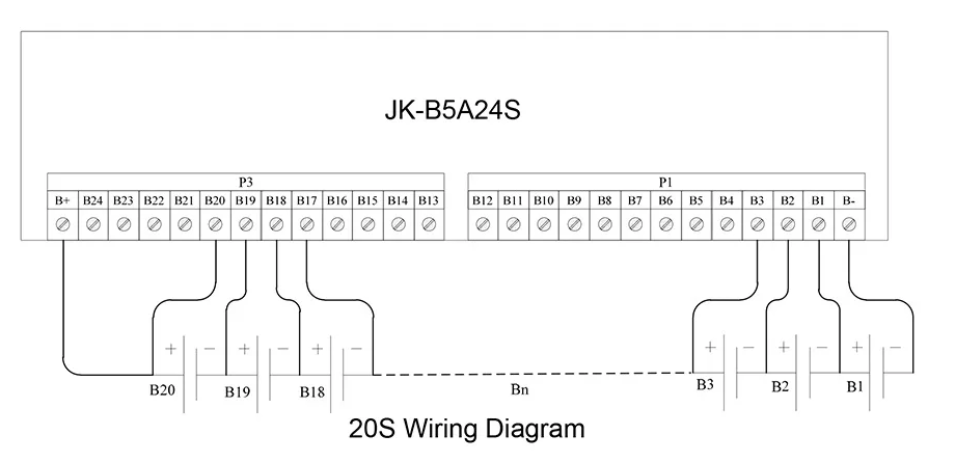 JK-B5A24S
P3 P1
B+ B24 B23 B22 B21 B20 B19 B18 B17 B16 B15 B14 B13 B12 B11 B10 B9 B8 B7 B6 B5 B4 B3 B2 B1 B-
+ - + - + - + - + - + -
B20 B19 B18 Bn B3 B2 B1
20S Wiring Diagram